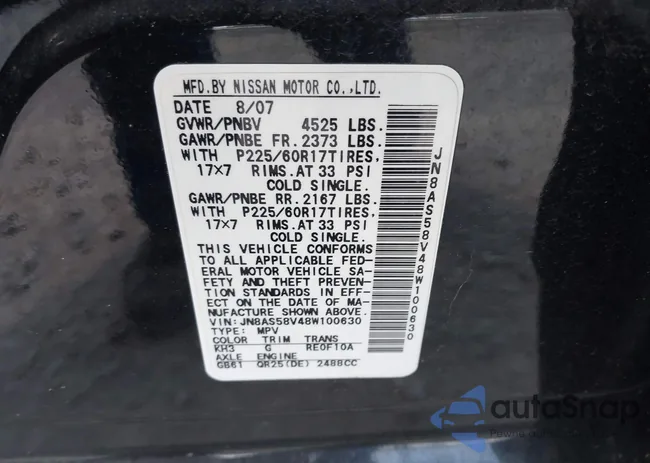 MFD.BY NISSAN MOTOR CO.,LTD.
DATE 8/07
GVWR/PNBV 4525 LBS.
GAWR/PNBE FR. 2373 LBS.
WITH P225/60R17TIRES,
17×7 RIMS.AT 33 PSI
COLD SINGLE.
GAWR/PNBE RR. 2167 LBS.
WITH P225/60R17TIRES,
17×7 RIMS.AT 33 PSI
COLD SINGLE.
THIS VEHICLE CONFORMS
TO ALL APPLICABLE FED-
ERAL MOTOR VEHICLE SA-
FETY AND THEFT PREVEN-
TION STANDARDS IN EFF-
ECT ON THE DATE OF MA-
NUFACTURE SHOWN ABOVE.
VIN: JN8AS58V48W100630
TYPE: MPV
COLOR TRIM TRANS
KH3 G RE0F10A
AXLE ENGINE
GB61 QR25(DE) 2488CC
JN8AS58V48W100630
autoSnap